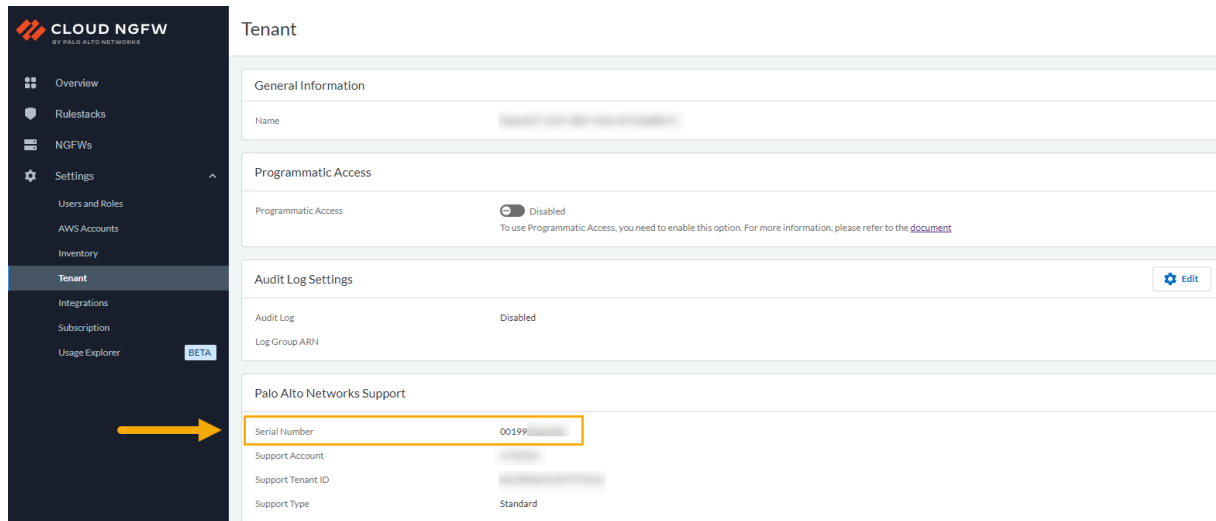 CLOUD NGFW
BY PALO ALTO NETWORKS
Overview
Rulestacks
NGFWs
Settings
Users and Roles
AWS Accounts
Inventory
Tenant
Integrations
Subscription
Usage Explorer BETA
Tenant
General Information
Name
Programmatic Access
Programmatic Access Disabled
To use Programmatic Access, you need to enable this option. For more information, please refer to the document
Audit Log Settings Edit
Audit Log Disabled
Log Group ARN
Palo Alto Networks Support
Serial Number 00199
Support Account
Support Tenant ID
Support Type Standard